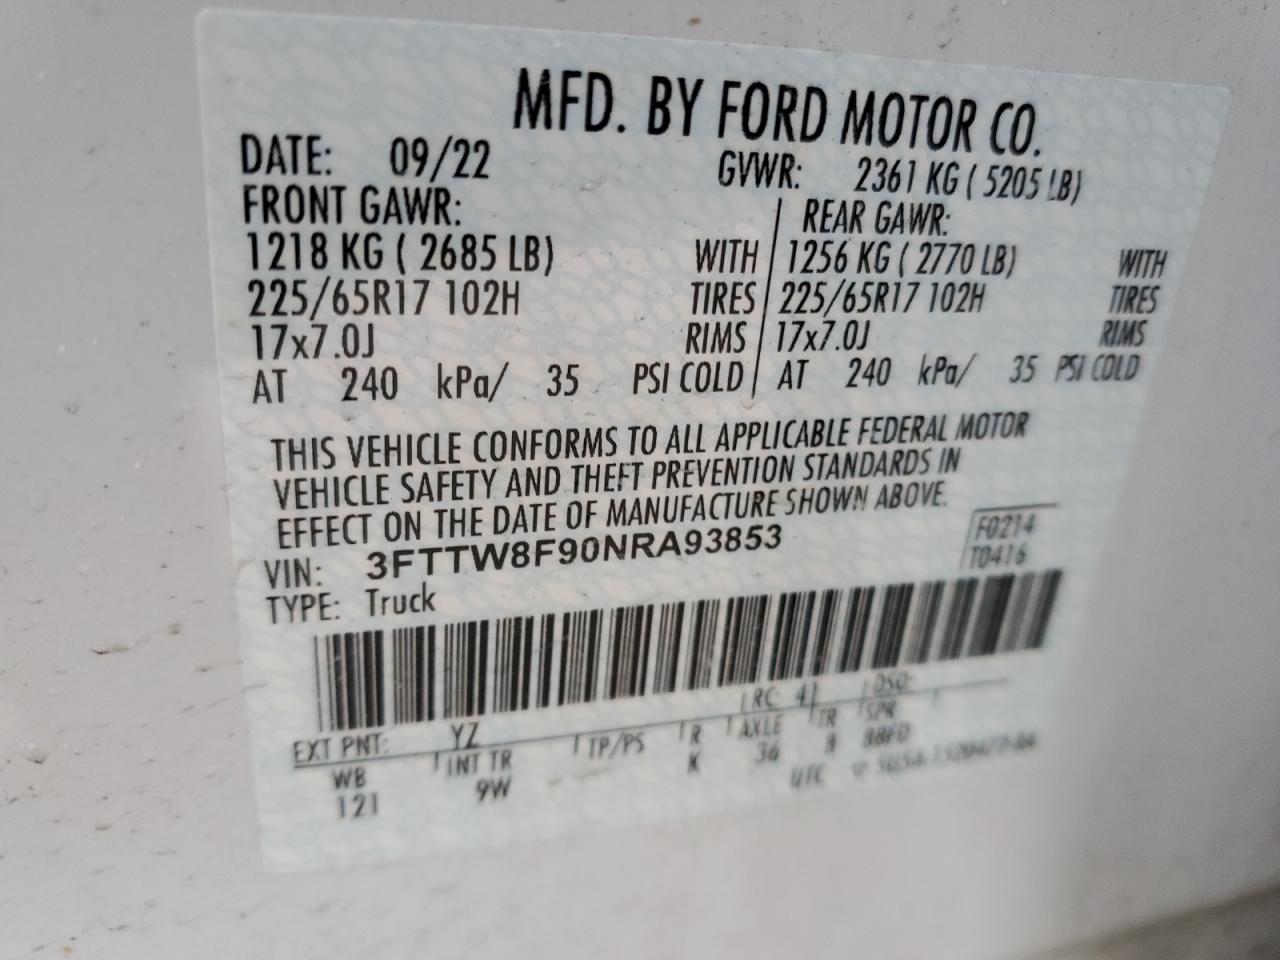 MFD. BY FORD MOTOR CO.
DATE: 09/22 GVWR: 2361 KG ( 5205 LB)
FRONT GAWR: REAR GAWR:
1218 KG ( 2685 LB) WITH 1256 KG ( 2770 LB) WITH
225/65R17 102H TIRES 225/65R17 102H TIRES
17x7.0J RIMS 17x7.0J RIMS
AT 240 kPa/ 35 PSI COLD AT 240 kPa/ 35 PSI COLD
THIS VEHICLE CONFORMS TO ALL APPLICABLE FEDERAL MOTOR
VEHICLE SAFETY AND THEFT PREVENTION STANDARDS IN
EFFECT ON THE DATE OF MANUFACTURE SHOWN ABOVE.
VIN: 3FTTW8F90NRA93853 F0214
TYPE: Truck T0416
EXT PNT: YZ RC: 41 DSO:
WB INT TR TP/PS R AXLE TR SPR
121 9W K 36 8 BBFD
UTC